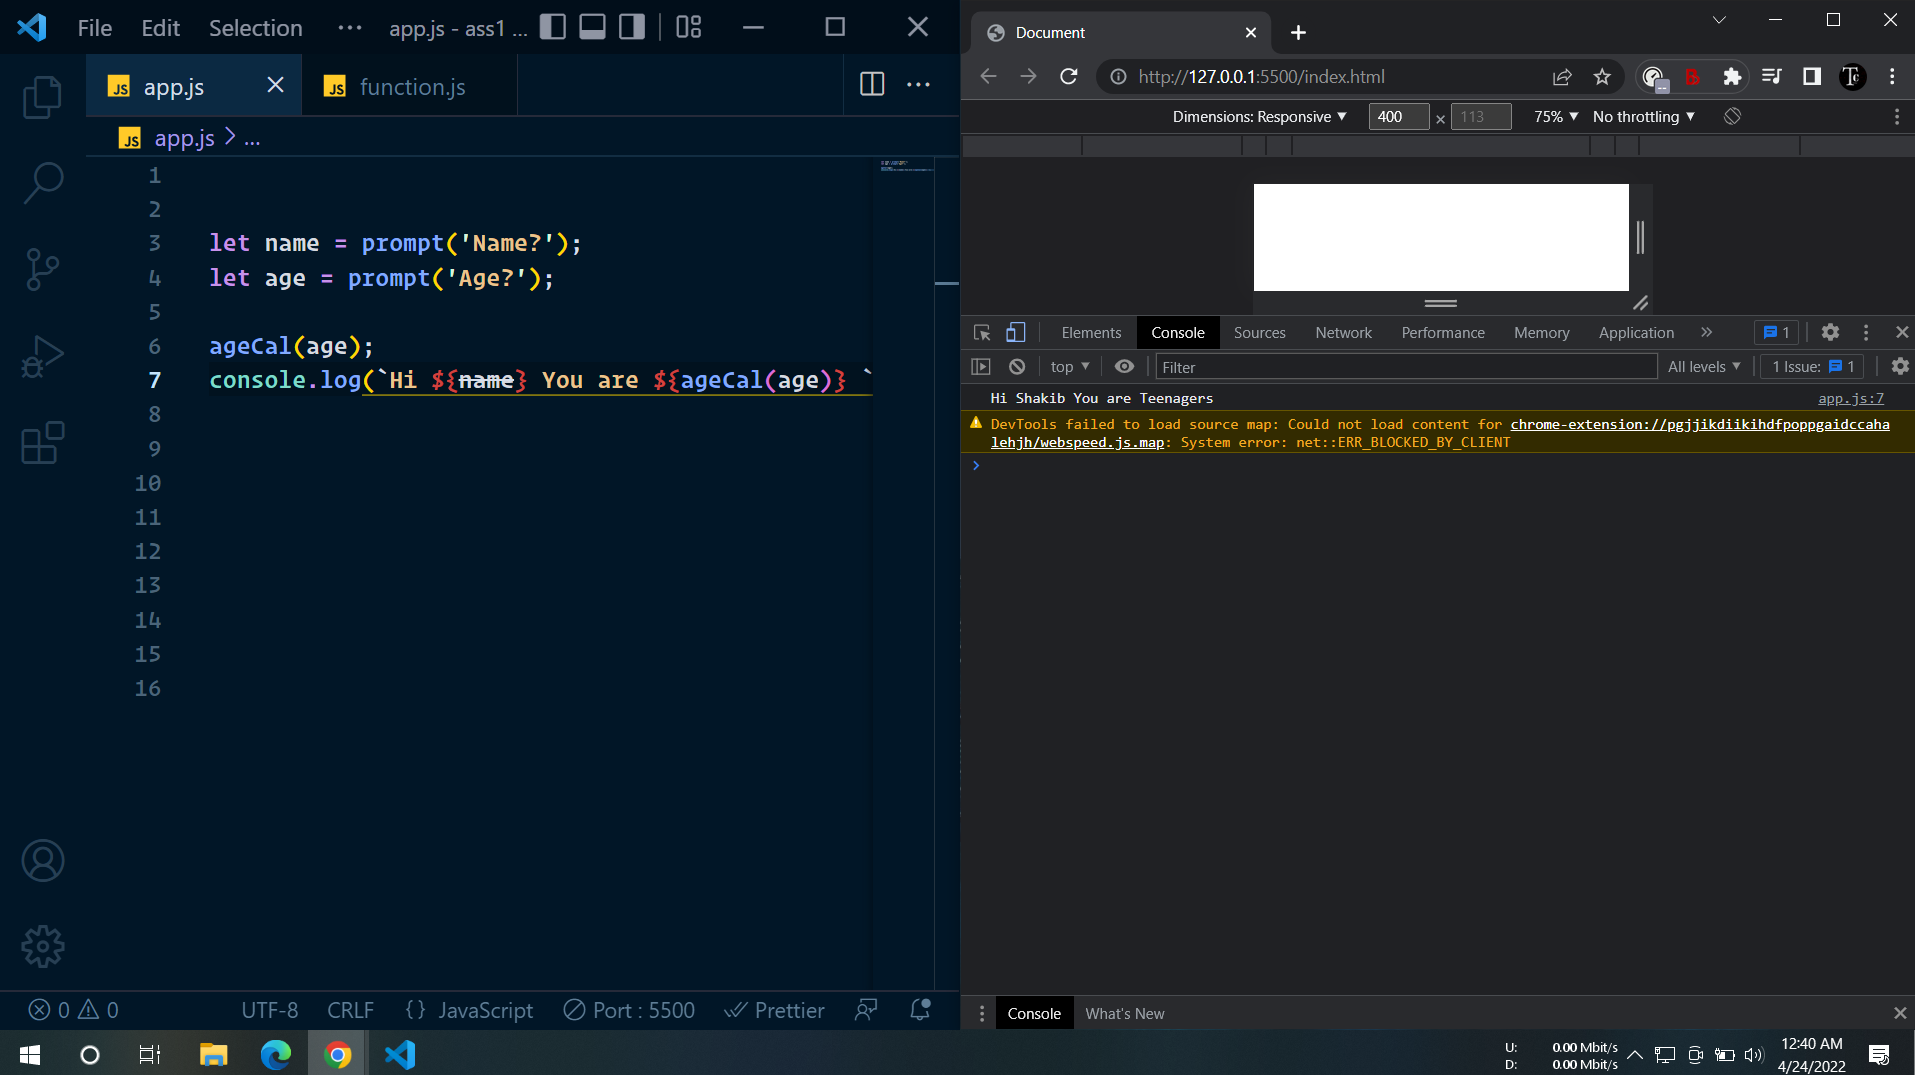 File Edit Selection ··· app.js - ass1 ...
JS app.js JS function.js ···
JS app.js > ...
1
2
3 let name = prompt('Name?');
4 let age = prompt('Age?');
5
6 ageCal(age);
7 console.log(`Hi ${name} You are ${ageCal(age)} `
8
9
10
11
12
13
14
15
16
0 0 UTF-8 CRLF {} JavaScript Port : 5500 Prettier
Document
http://127.0.0.1:5500/index.html
Dimensions: Responsive ▼ 400 × 113 75% ▼ No throttling ▼
Elements Console Sources Network Performance Memory Application » 1
top ▼ Filter All levels ▼ 1 Issue: 1
Hi Shakib You are Teenagers app.js:7
DevTools failed to load source map: Could not load content for chrome-extension://pgjjikdiikihdfpoppgaidccaha
lehjh/webspeed.js.map: System error: net::ERR_BLOCKED_BY_CLIENT
>
Console What's New
U: 0.00 Mbit/s
D: 0.00 Mbit/s
12:40 AM
4/24/2022